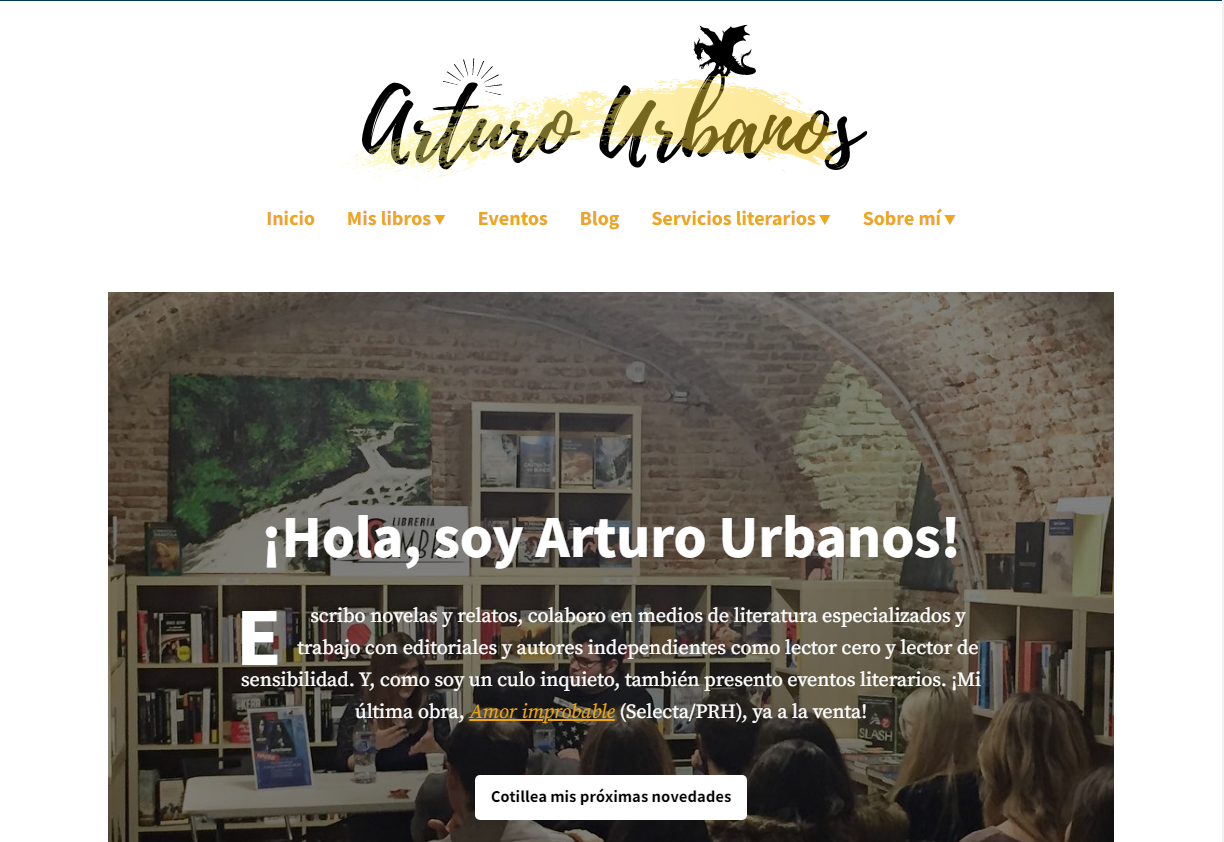 Arturo Urbanos
Inicio Mis libros Eventos Blog Servicios literarios Sobre mí
LIBRERIA
¡Hola, soy Arturo Urbanos!
Escribo novelas y relatos, colaboro en medios de literatura especializados y
trabajo con editoriales y autores independientes como lector cero y lector de
sensibilidad. Y, como soy un culo inquieto, también presento eventos literarios. ¡Mi
última obra, Amor improbable (Selecta/PRH), ya a la venta!
SLASH
Cotillea mis próximas novedades